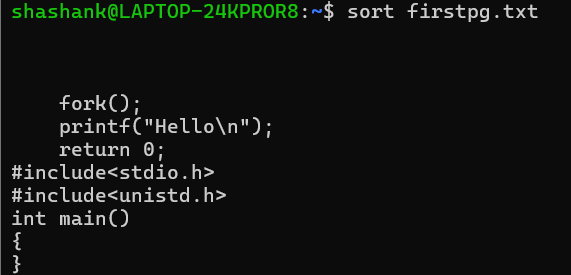 shashank@LAPTOP-24KPROR8:~$ sort firstpg.txt
    fork();
    printf("Hello\n");
    return 0;
#include<stdio.h>
#include<unistd.h>
int main()
{
}